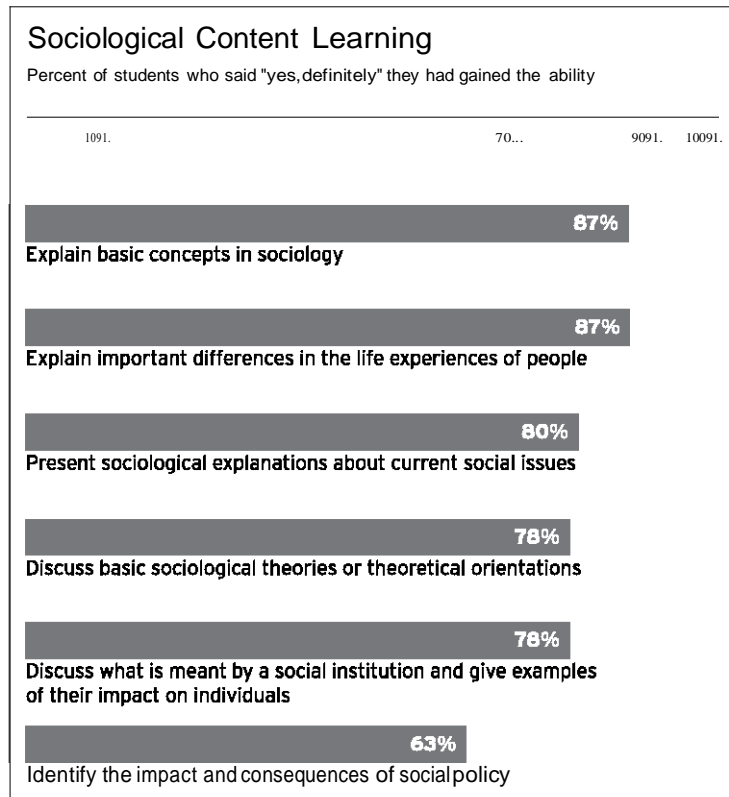 Sociological Content Learning
Percent of students who said "yes, definitely" they had gained the ability
1091. 70... 9091. 10091.
87%
Explain basic concepts in sociology
87%
Explain important differences in the life experiences of people
80%
Present sociological explanations about current social issues
78%
Discuss basic sociological theories or theoretical orientations
78%
Discuss what is meant by a social institution and give examples
of their impact on individuals
63%
Identify the impact and consequences of social policy